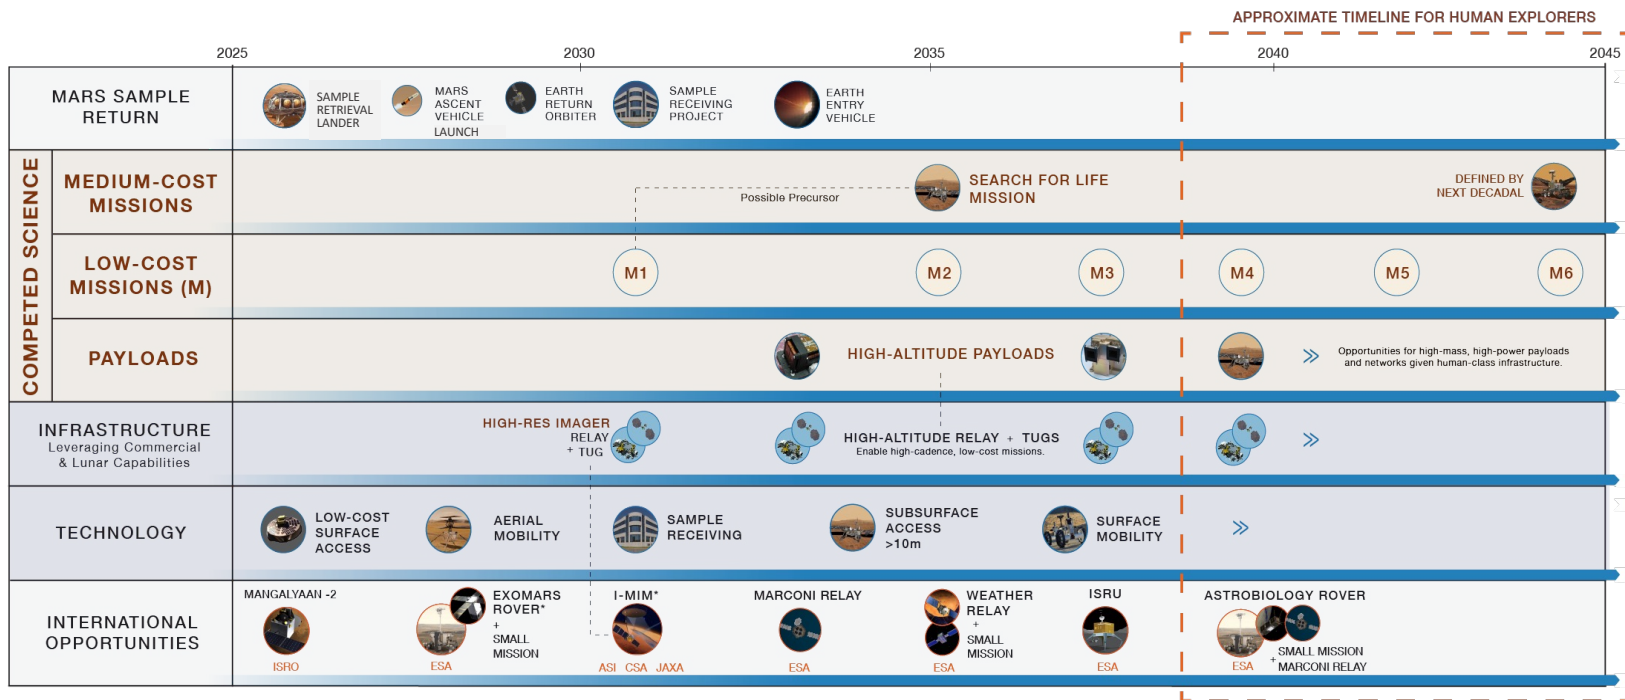 APPROXIMATE TIMELINE FOR HUMAN EXPLORERS
2025
2030
2035
2040
2045
MARS SAMPLE
RETURN
SAMPLE
RETRIEVAL
LANDER
MARS
ASCENT
VEHICLE
LAUNCH
EARTH
RETURN
ORBITER
SAMPLE
RECEIVING
PROJECT
EARTH
ENTRY
VEHICLE
COMPETED SCIENCE
MEDIUM-COST
MISSIONS
Possible Precursor
SEARCH FOR LIFE
MISSION
DEFINED BY
NEXT DECADAL
LOW-COST
MISSIONS (M)
M1
M2
M3
M4
M5
M6
PAYLOADS
HIGH-ALTITUDE PAYLOADS
Opportunities for high-mass, high-power payloads
and networks given human-class infrastructure.
INFRASTRUCTURE
Leveraging Commercial
& Lunar Capabilities
HIGH-RES IMAGER
RELAY
+ TUG
HIGH-ALTITUDE RELAY + TUGS
Enable high-cadence, low-cost missions.
TECHNOLOGY
LOW-COST
SURFACE
ACCESS
AERIAL
MOBILITY
SAMPLE
RECEIVING
SUBSURFACE
ACCESS
>10m
SURFACE
MOBILITY
INTERNATIONAL
OPPORTUNITIES
MANGALYAAN -2
ISRO
EXOMARS
ROVER*
+
SMALL
MISSION
ESA
I-MIM*
ASI CSA JAXA
MARCONI RELAY
ESA
WEATHER
RELAY
+
SMALL
MISSION
ESA
ISRU
ESA
ASTROBIOLOGY ROVER
ESA
+ SMALL MISSION
MARCONI RELAY